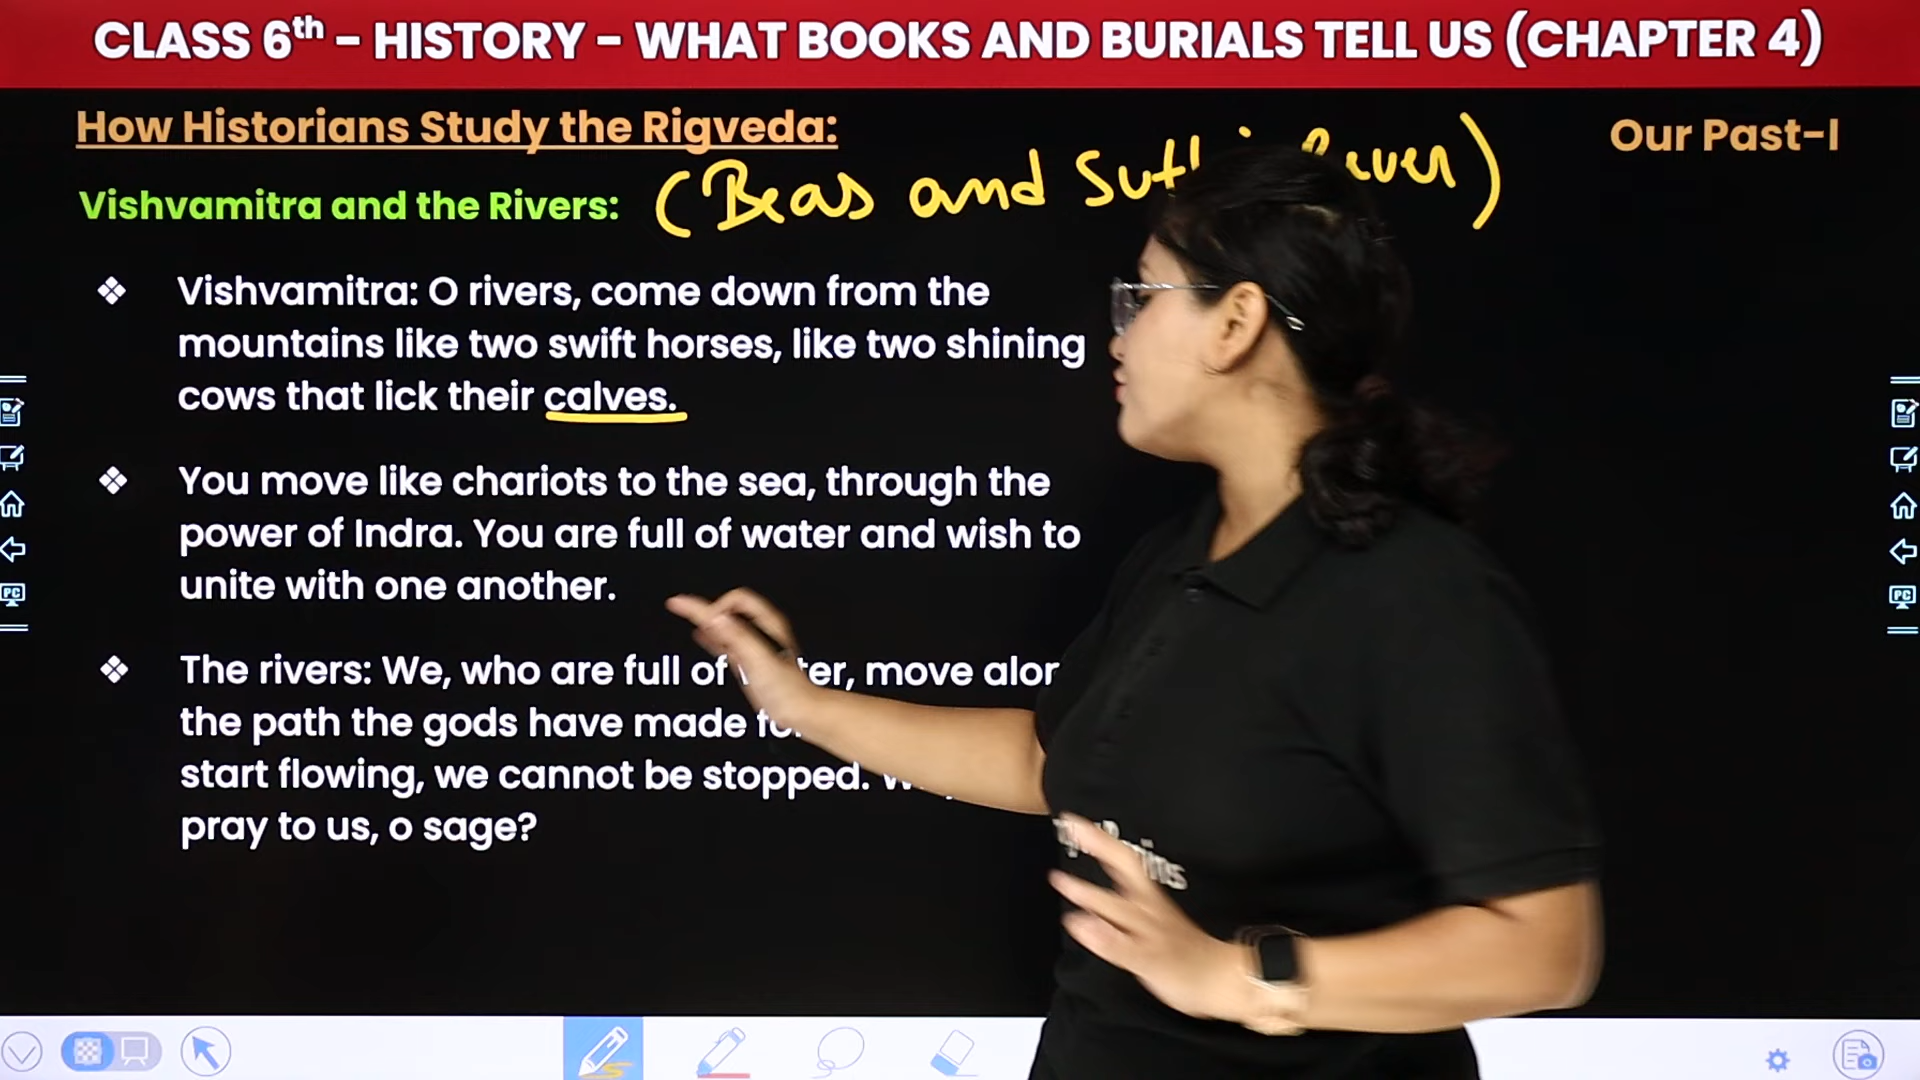 CLASS 6th - HISTORY - WHAT BOOKS AND BURIALS TELL US (CHAPTER 4)
How Historians Study the Rigveda:
Our Past-I
Vishvamitra and the Rivers: (Beas and
❖ Vishvamitra: O rivers, come down from the
mountains like two swift horses, like two shining
cows that lick their calves.
❖ You move like chariots to the sea, through the
power of Indra. You are full of water and wish to
unite with one another.
❖ The rivers: We, who are full of move
the path the gods have made
start flowing, we cannot be stopped.
pray to us, o sage?
PC
PC